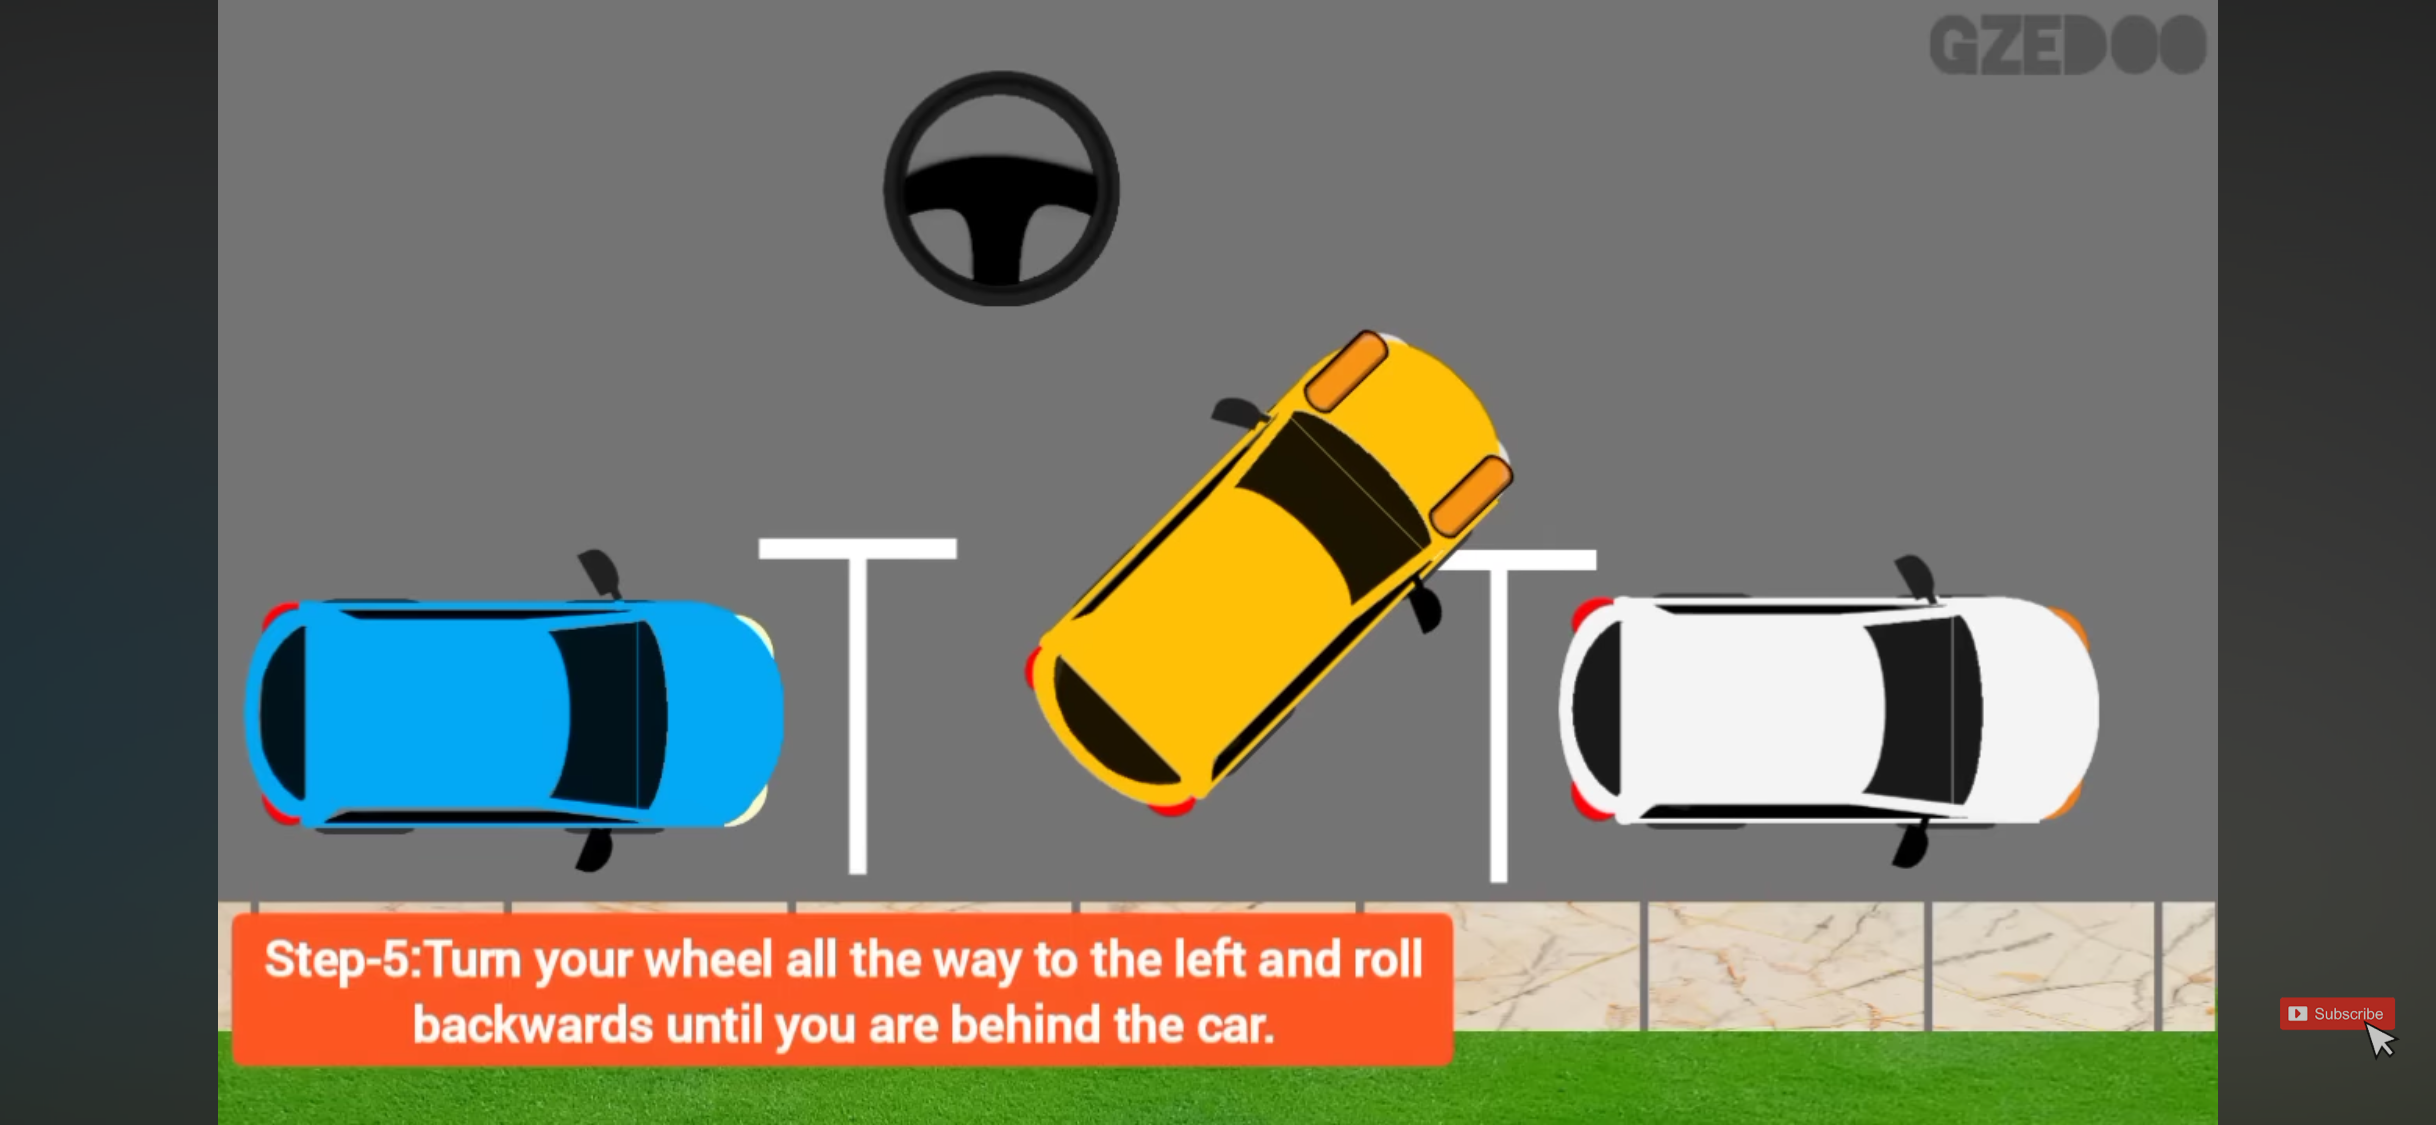 GZEDOO
Step-5:Turn your wheel all the way to the left and roll
backwards until you are behind the car.
Subscribe